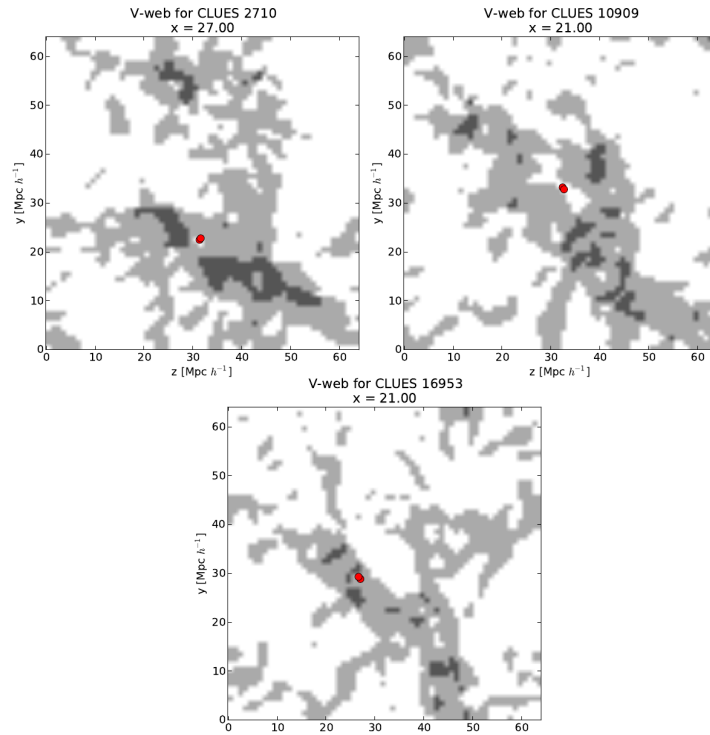 V-web for CLUES 2710
x = 27.00
V-web for CLUES 10909
x = 21.00
60
50
40
30
20
10
0
y [Mpc h⁻¹]
0 10 20 30 40 50 60
z [Mpc h⁻¹]
60
50
40
30
20
10
0
y [Mpc h⁻¹]
0 10 20 30 40 50 60
z [Mpc h⁻¹]
V-web for CLUES 16953
x = 21.00
60
50
40
30
20
10
0
y [Mpc h⁻¹]
0 10 20 30 40 50 60